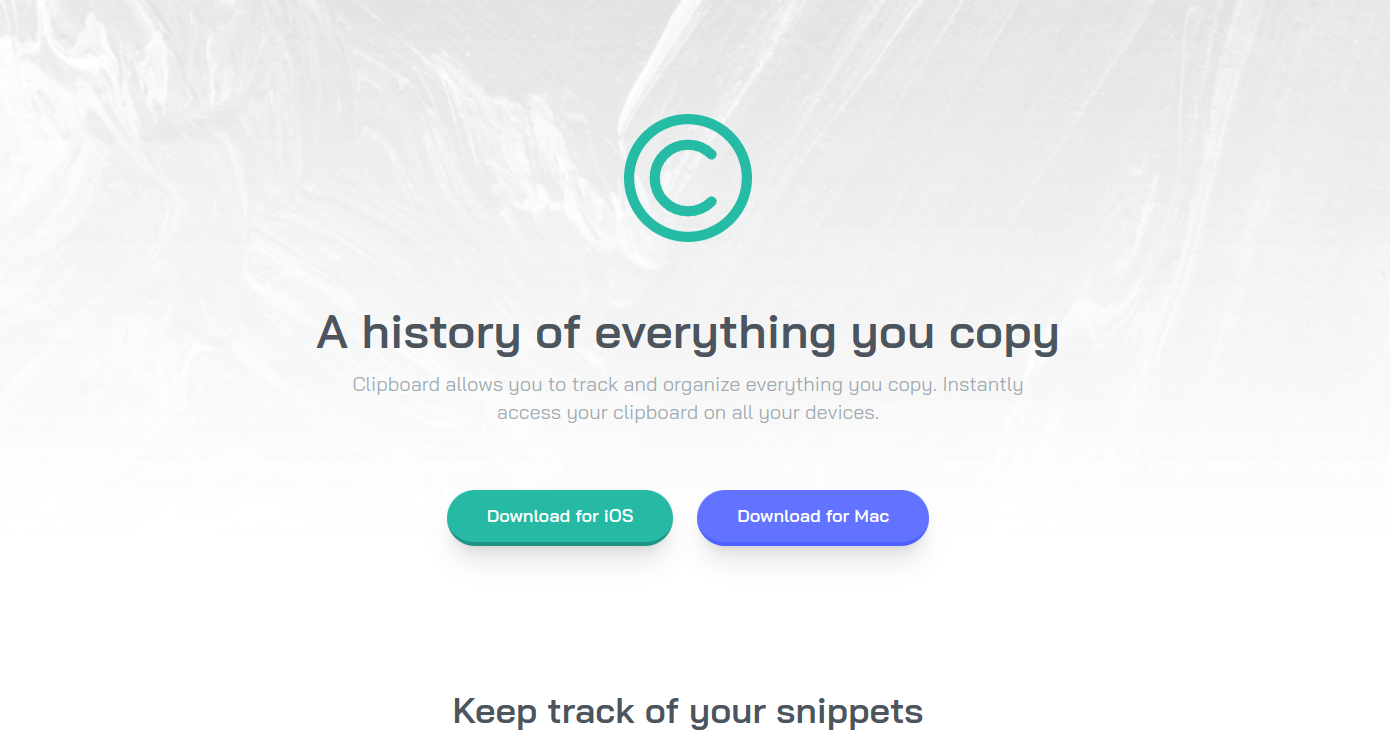 A history of everything you copy
Clipboard allows you to track and organize everything you copy. Instantly
access your clipboard on all your devices.
Download for iOS
Download for Mac
Keep track of your snippets